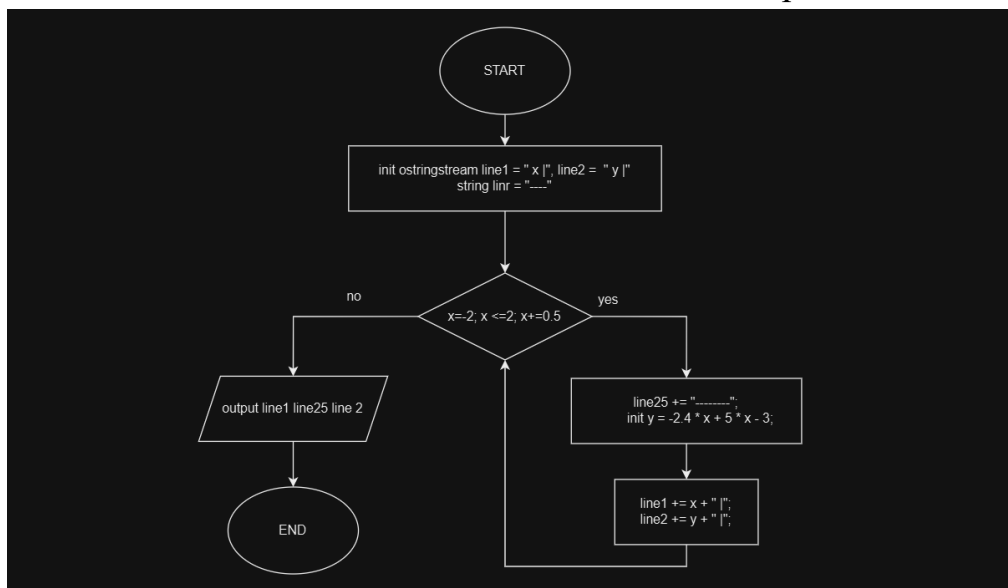 START
init ostringstream line1 = " x |", line2 = " y |"
string linr = "----"
no
yes
x=-2; x <=2; x+=0.5
output line1 line25 line 2
line25 += "--------";
init y = -2.4 * x + 5 * x - 3;
line1 += x + " |";
line2 += y + " |";
END